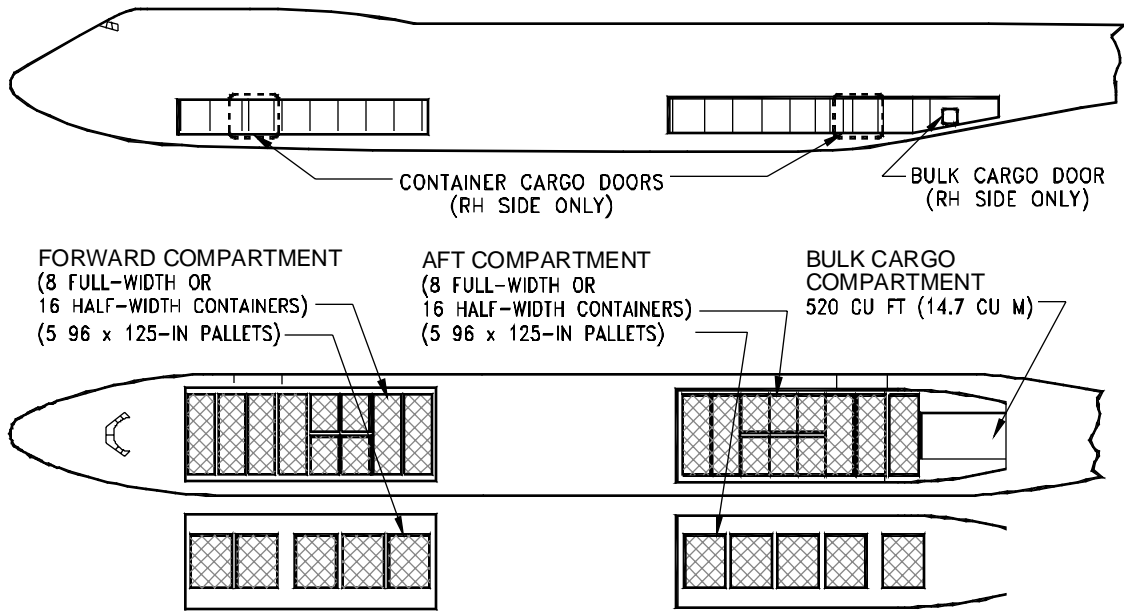 CONTAINER CARGO DOORS
(RH SIDE ONLY)
BULK CARGO DOOR
(RH SIDE ONLY)
FORWARD COMPARTMENT
(8 FULL-WIDTH OR
16 HALF-WIDTH CONTAINERS)
(5 96 x 125-IN PALLETS)
AFT COMPARTMENT
(8 FULL-WIDTH OR
16 HALF-WIDTH CONTAINERS)
(5 96 x 125-IN PALLETS)
BULK CARGO
COMPARTMENT
520 CU FT (14.7 CU M)